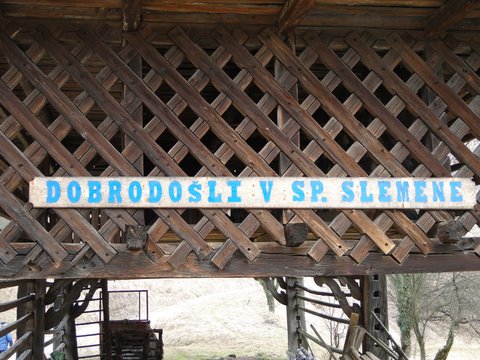 DOBRODOŠLI V SP. SLEMENE